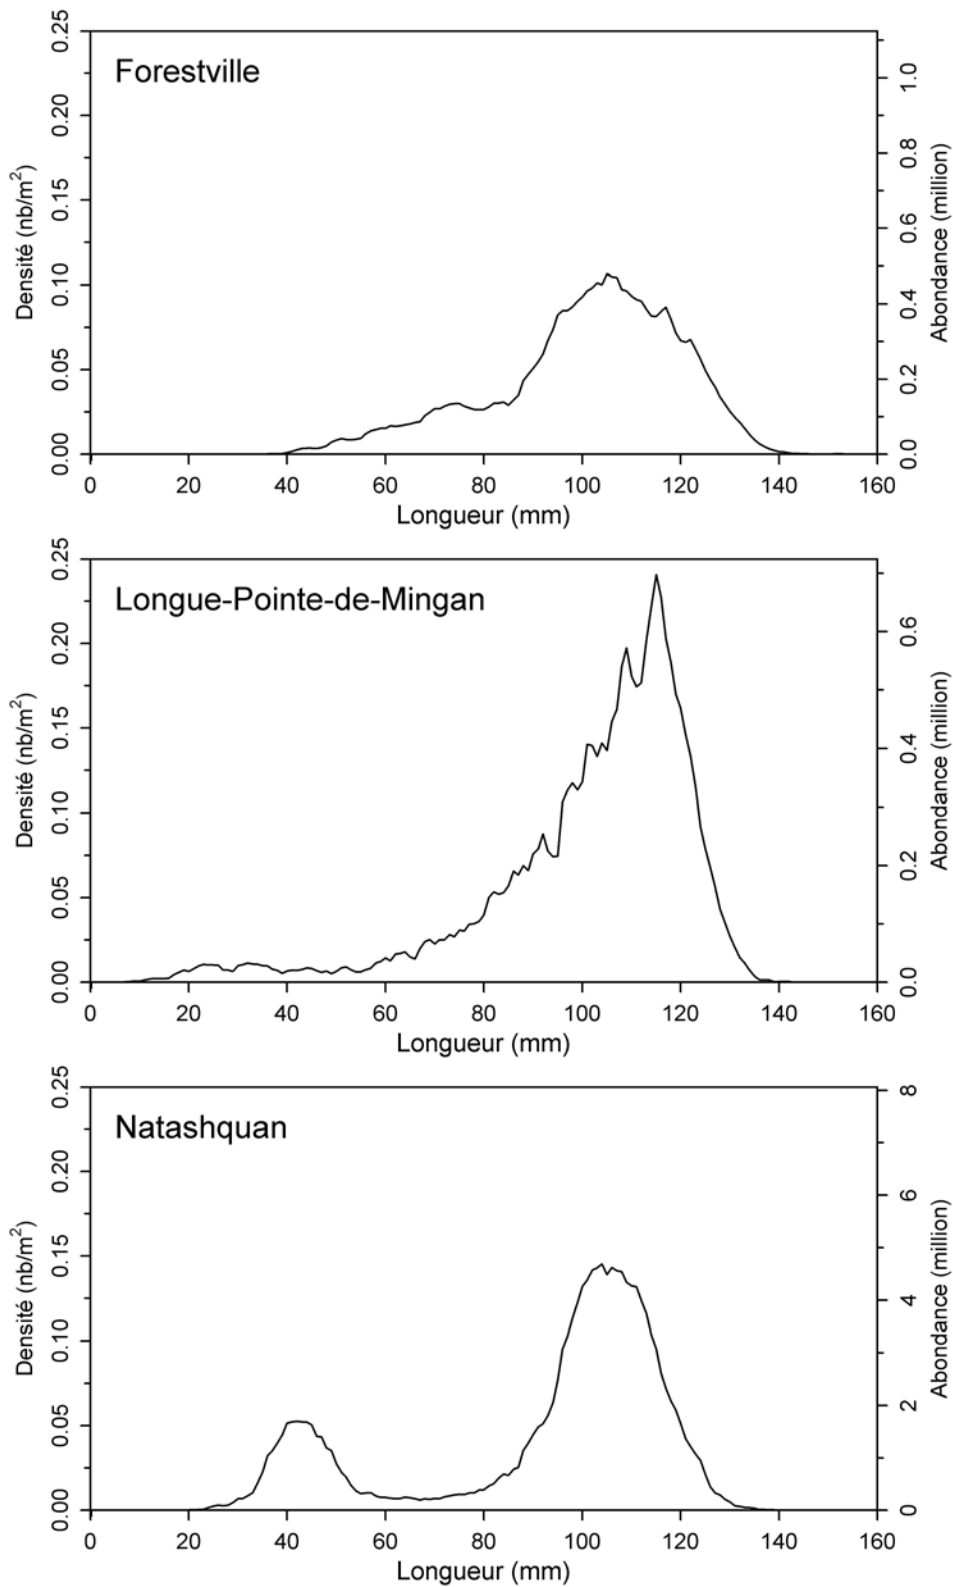 Forestville
Densité (nb/m²)
0.25
0.20
0.15
0.10
0.05
0.00
1.0
0.8
0.6
0.4
0.2
0.0
Abondance (million)
0 20 40 60 80 100 120 140 160
Longueur (mm)
Longue-Pointe-de-Mingan
Densité (nb/m²)
0.25
0.20
0.15
0.10
0.05
0.00
0.6
0.4
0.2
0.0
Abondance (million)
0 20 40 60 80 100 120 140 160
Longueur (mm)
Natashquan
Densité (nb/m²)
0.25
0.20
0.15
0.10
0.05
0.00
8
6
4
2
0
Abondance (million)
0 20 40 60 80 100 120 140 160
Longueur (mm)